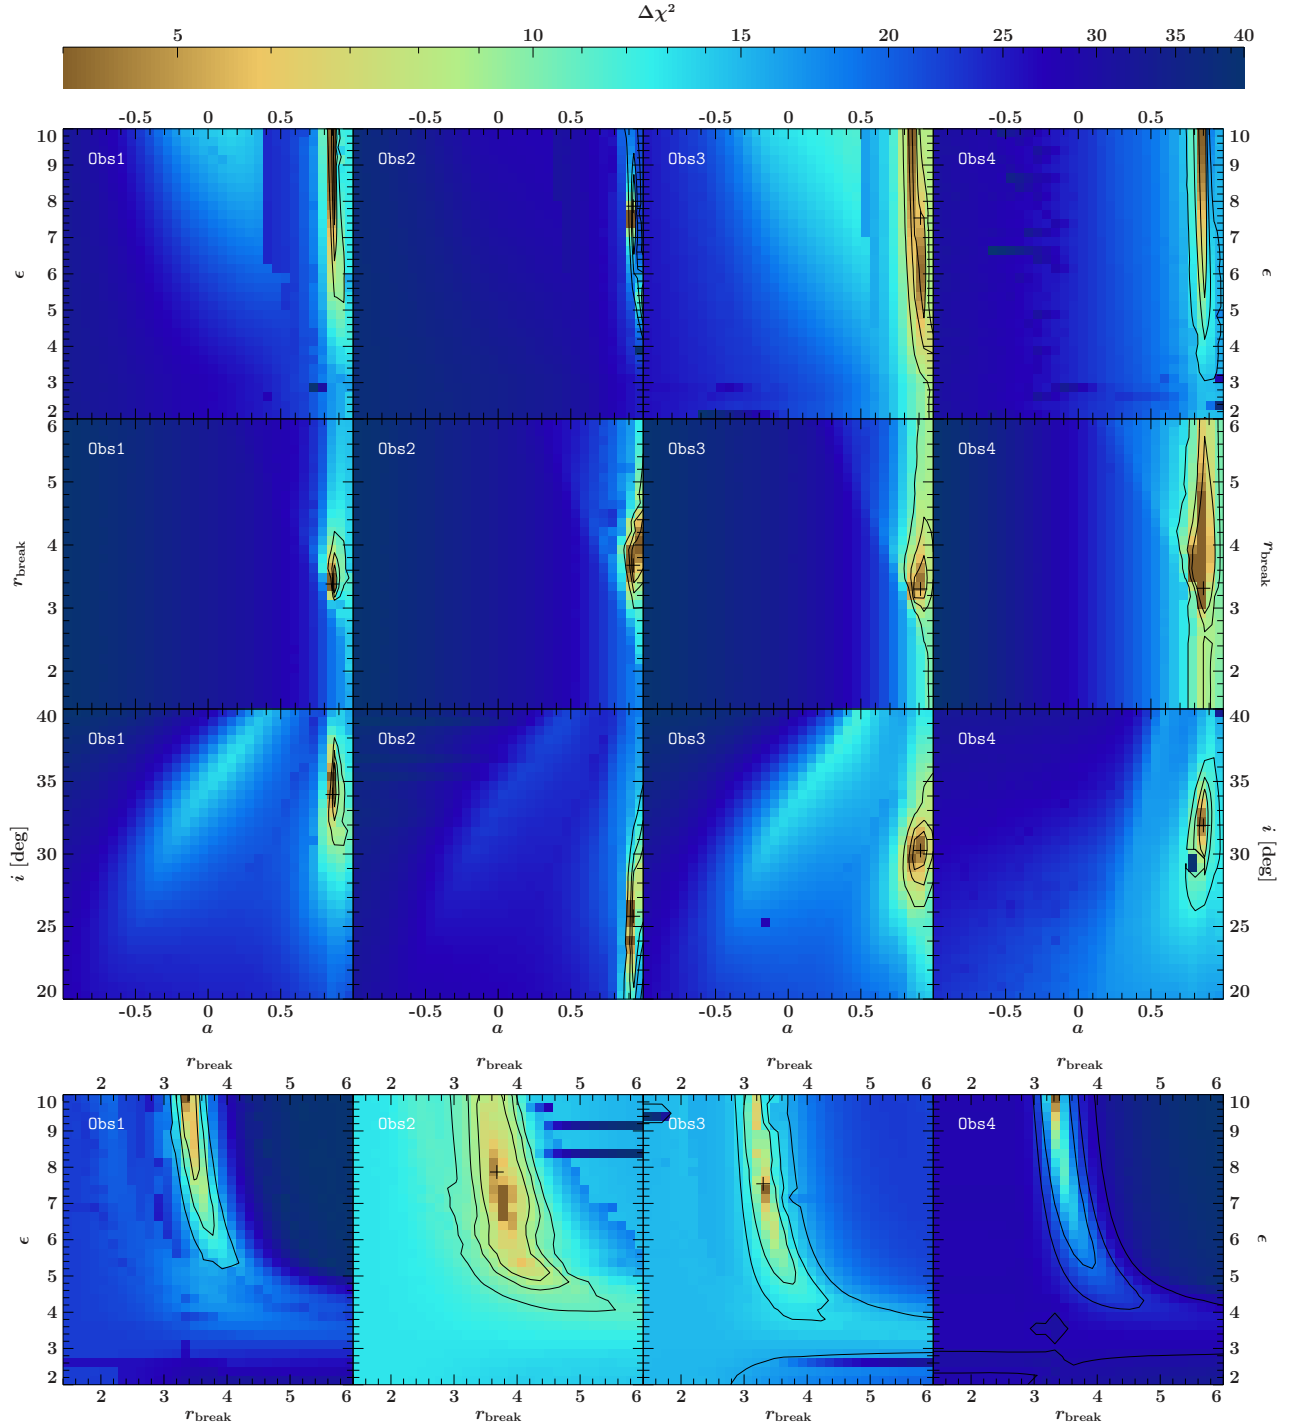 Δχ²
5 10 15 20 25 30 35 40
-0.5 0 0.5 -0.5 0 0.5 -0.5 0 0.5 -0.5 0 0.5
a a a a
10 Obs1 Obs2 Obs3 Obs4 10
9 9
8 8
7 7
ϵ 6 6 ϵ
5 5
4 4
3 3
2 2
6 Obs1 Obs2 Obs3 Obs4 6
5 5
r_break 4 4 r_break
3 3
2 2
40 Obs1 Obs2 Obs3 Obs4 40
35 35
i [deg] 30 30 i [deg]
25 25
20 20
-0.5 0 0.5 -0.5 0 0.5 -0.5 0 0.5 -0.5 0 0.5
a a a a
r_break r_break r_break r_break
2 3 4 5 6 2 3 4 5 6 2 3 4 5 6 2 3 4 5 6
10 Obs1 Obs2 Obs3 Obs4 10
9 9
8 8
7 7
ϵ 6 6 ϵ
5 5
4 4
3 3
2 2
2 3 4 5 6 2 3 4 5 6 2 3 4 5 6 3 4 5 6
r_break r_break r_break r_break